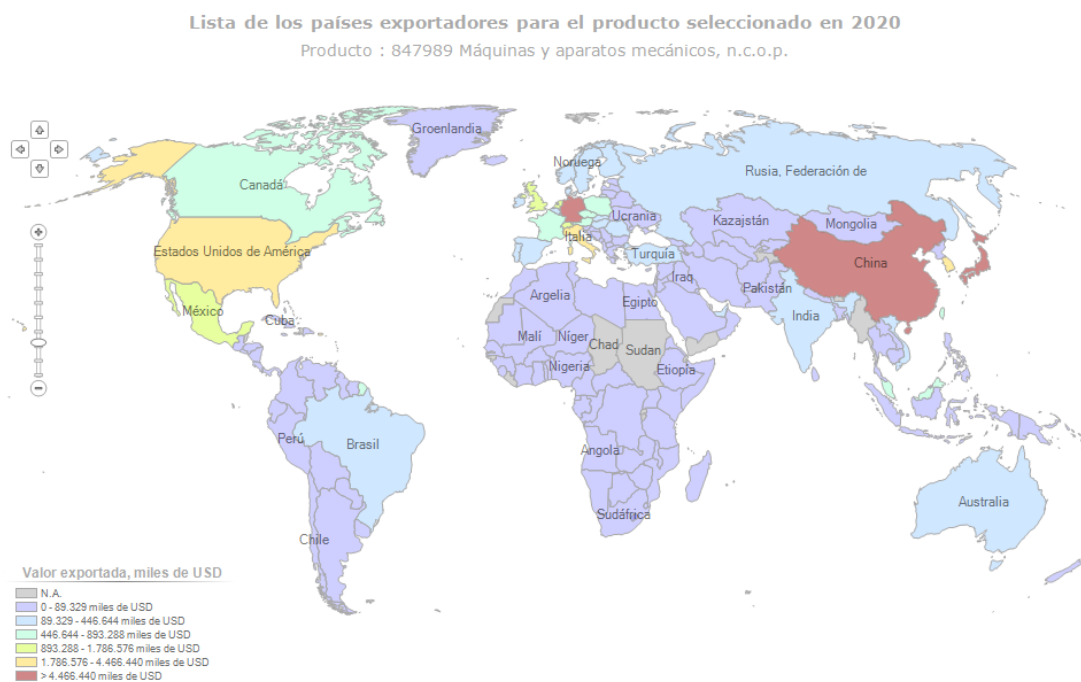 Lista de los países exportadores para el producto seleccionado en 2020
Producto : 847989 Máquinas y aparatos mecánicos, n.c.o.p.
Groenlandia
Noruega
Rusia, Federación de
Canadá
Ucrania
Kazajstán
Mongolia
Estados Unidos de América
Italia
Turquía
China
Iraq
Pakistán
Argelia
Egipto
México
Cuba
India
Malí
Níger
Chad
Sudan
Nigeria
Etiopía
Perú
Brasil
Angola
Australia
Sudáfrica
Chile
Valor exportada, miles de USD
N.A.
0 - 89.329 miles de USD
89.329 - 446.644 miles de USD
446.644 - 893.288 miles de USD
893.288 - 1.786.576 miles de USD
1.786.576 - 4.466.440 miles de USD
> 4.466.440 miles de USD